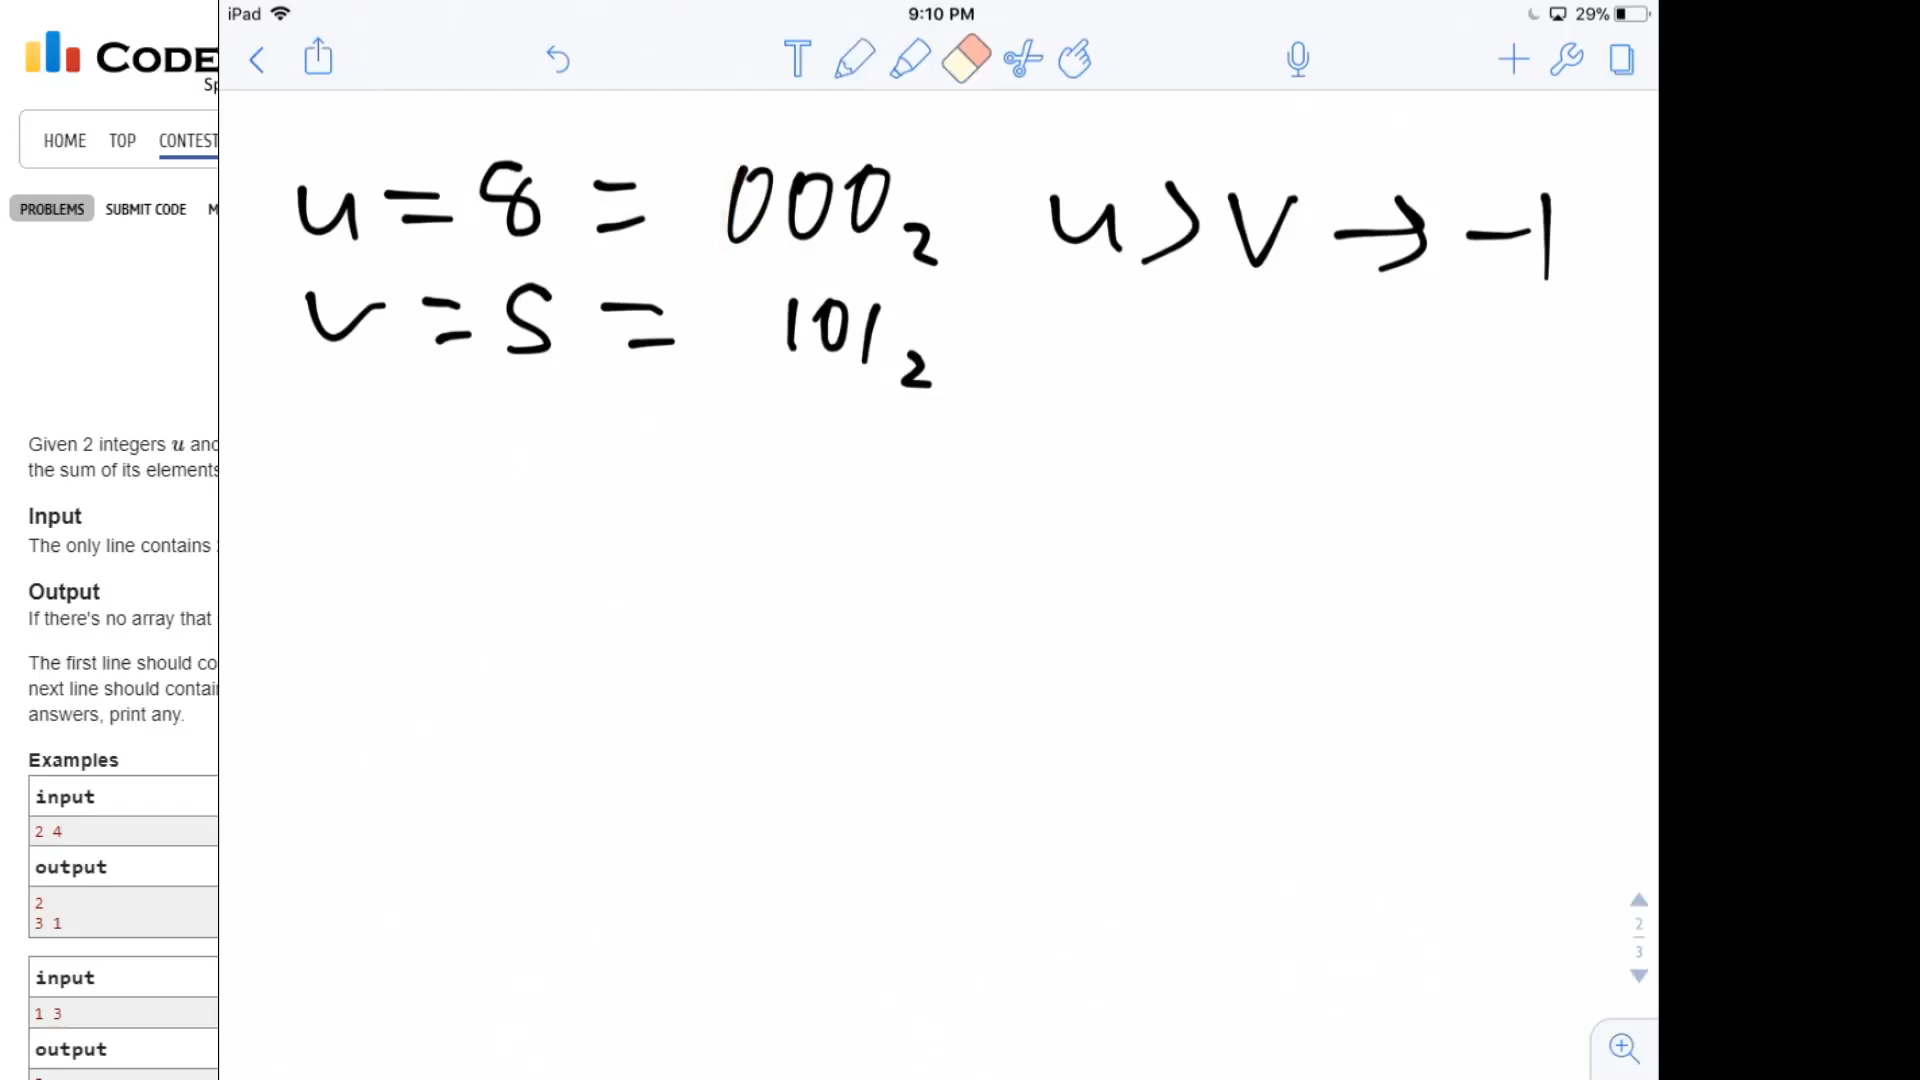 iPad 9:10 PM 29%
CODE
Sp
HOME TOP CONTEST
PROBLEMS SUBMIT CODE M
u = 8 = 000₂ u > v → -1
v = 5 = 101₂
Given 2 integers u and
the sum of its elements
Input
The only line contains
Output
If there's no array that
The first line should co
next line should contai
answers, print any.
Examples
input
2 4
output
2
3 1
input
1 3
output
2
3